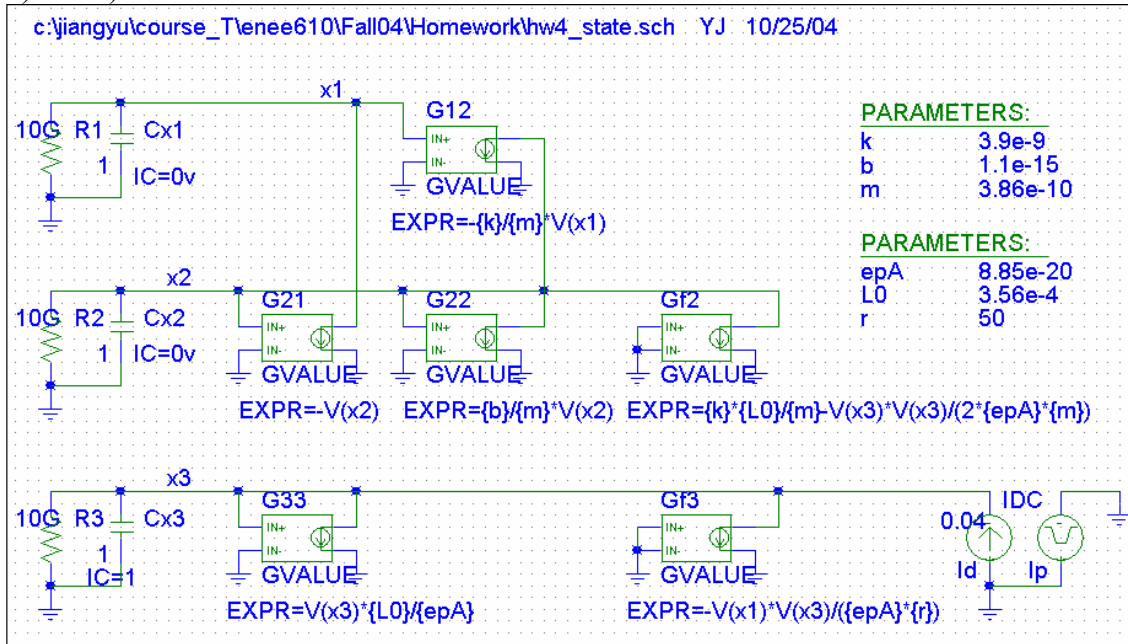 c:\jiangyu\course_T\enee610\Fall04\Homework\hw4_state.sch YJ 10/25/04
x1
G12
10G R1 Cx1
1
IC=0v
IN+
IN-
GVALUE
EXPR=-{k}/{m}*V(x1)
PARAMETERS:
k 3.9e-9
b 1.1e-15
m 3.86e-10
PARAMETERS:
epA 8.85e-20
L0 3.56e-4
r 50
x2
G21 G22 Gf2
10G R2 Cx2
1 IC=0v
IN+ IN+ IN+
IN- IN- IN-
GVALUE GVALUE GVALUE
EXPR=-V(x2) EXPR={b}/{m}*V(x2) EXPR={k}*{L0}/{m}-V(x3)*V(x3)/(2*{epA}*{m})
x3
G33 Gf3 IDC
10G R3 Cx3 0.04
1
IC=1
IN+ IN+
IN- IN-
GVALUE GVALUE Id Ip
EXPR=V(x3)*{L0}/{epA} EXPR=-V(x1)*V(x3)/({epA}*{r})